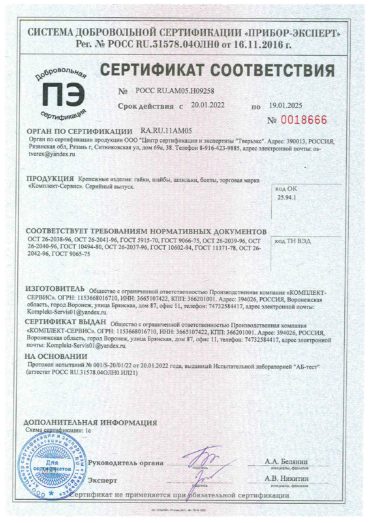 СИСТЕМА ДОБРОВОЛЬНОЙ СЕРТИФИКАЦИИ «ПРИБОР-ЭКСПЕРТ»
Рег. № РОСС RU.31578.04ОЛН0 от 16.11.2016 г.
Добровольная
ПЭ
сертификация
СЕРТИФИКАТ СООТВЕТСТВИЯ
№ РОСС RU.АМ05.Н09258
Срок действия с 20.01.2022 по 19.01.2025
№ 0018666
ОРГАН ПО СЕРТИФИКАЦИИ RA.RU.11АМ05
Орган по сертификации продукции ООО "Центр сертификации и экспертизы "Тверьэкс". Адрес: 390013, РОССИЯ,
Рязанская обл, Рязань г, Ситниковская ул, дом 69а, 38. Телефон 8-916-423-9885, адрес электронной почты: os-
tverex@yandex.ru
ПРОДУКЦИЯ Крепежные изделия: гайки, шайбы, шпильки, болты, торговая марка
«Комплект-Сервис». Серийный выпуск.
код ОК
25.94.1
СООТВЕТСТВУЕТ ТРЕБОВАНИЯМ НОРМАТИВНЫХ ДОКУМЕНТОВ
ОСТ 26-2038-96, ОСТ 26-2041-96, ГОСТ 5915-70, ГОСТ 9066-75, ОСТ 26-2039-96, ОСТ
26-2040-96, ГОСТ 10494-80, ОСТ 26-2037-96, ГОСТ 10602-94, ГОСТ 11371-78, ОСТ 26-
2042-96, ГОСТ 9065-75
код ТН ВЭД
ИЗГОТОВИТЕЛЬ Общество с ограниченной ответственностью Производственная компания «КОМПЛЕКТ-
СЕРВИС». ОГРН: 1153668016710, ИНН: 3665107422, КПП: 366201001. Адрес: 394026, РОССИЯ, Воронежская
область, город Воронеж, улица Брянская, дом 87, офис 11, телефон: 74732584417, адрес электронной почты:
Komplekt-Servis01@yandex.ru.
СЕРТИФИКАТ ВЫДАН Общество с ограниченной ответственностью Производственная компания
«КОМПЛЕКТ-СЕРВИС». ОГРН: 1153668016710, ИНН: 3665107422, КПП: 366201001. Адрес: 394026, РОССИЯ,
Воронежская область, город Воронеж, улица Брянская, дом 87, офис 11, телефон: 74732584417, адрес электронной
почты: Komplekt-Servis01@yandex.ru.
НА ОСНОВАНИИ
Протокол испытаний № 001/S-20/01/22 от 20.01.2022 года, выданный Испытательной лабораторией "АБ-тест"
(аттестат РОСС RU.31578.04ОЛН0 ИЛ21)
ДОПОЛНИТЕЛЬНАЯ ИНФОРМАЦИЯ
Схема сертификации: 1с
Для
сертификатов
Руководитель органа А.А. Белянин
подпись инициалы, фамилия
Эксперт А.В. Никитин
подпись инициалы, фамилия
Сертификат не применяется при обязательной сертификации